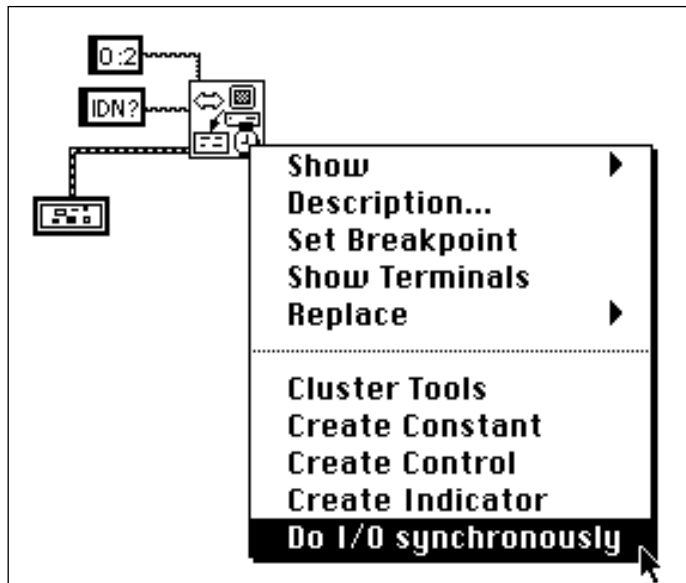 0:2
IDN?
Show
Description...
Set Breakpoint
Show Terminals
Replace
Cluster Tools
Create Constant
Create Control
Create Indicator
Do I/O synchronously